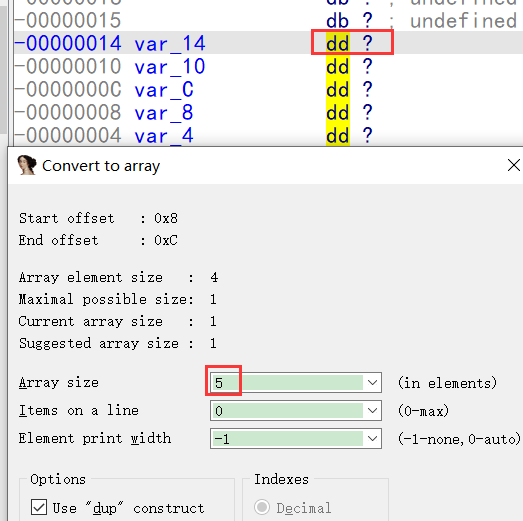 -00000015 db ? ; undefined
-00000014 var_14 dd ?
-00000010 var_10 dd ?
-0000000C var_C dd ?
-00000008 var_8 dd ?
-00000004 var_4 dd ?
Convert to array
Start offset : 0x8
End offset : 0xC
Array element size : 4
Maximal possible size: 1
Current array size : 1
Suggested array size : 1
Array size 5 (in elements)
Items on a line 0 (0-max)
Element print width -1 (-1-none,0-auto)
Options Indexes
Use "dup" construct Decimal